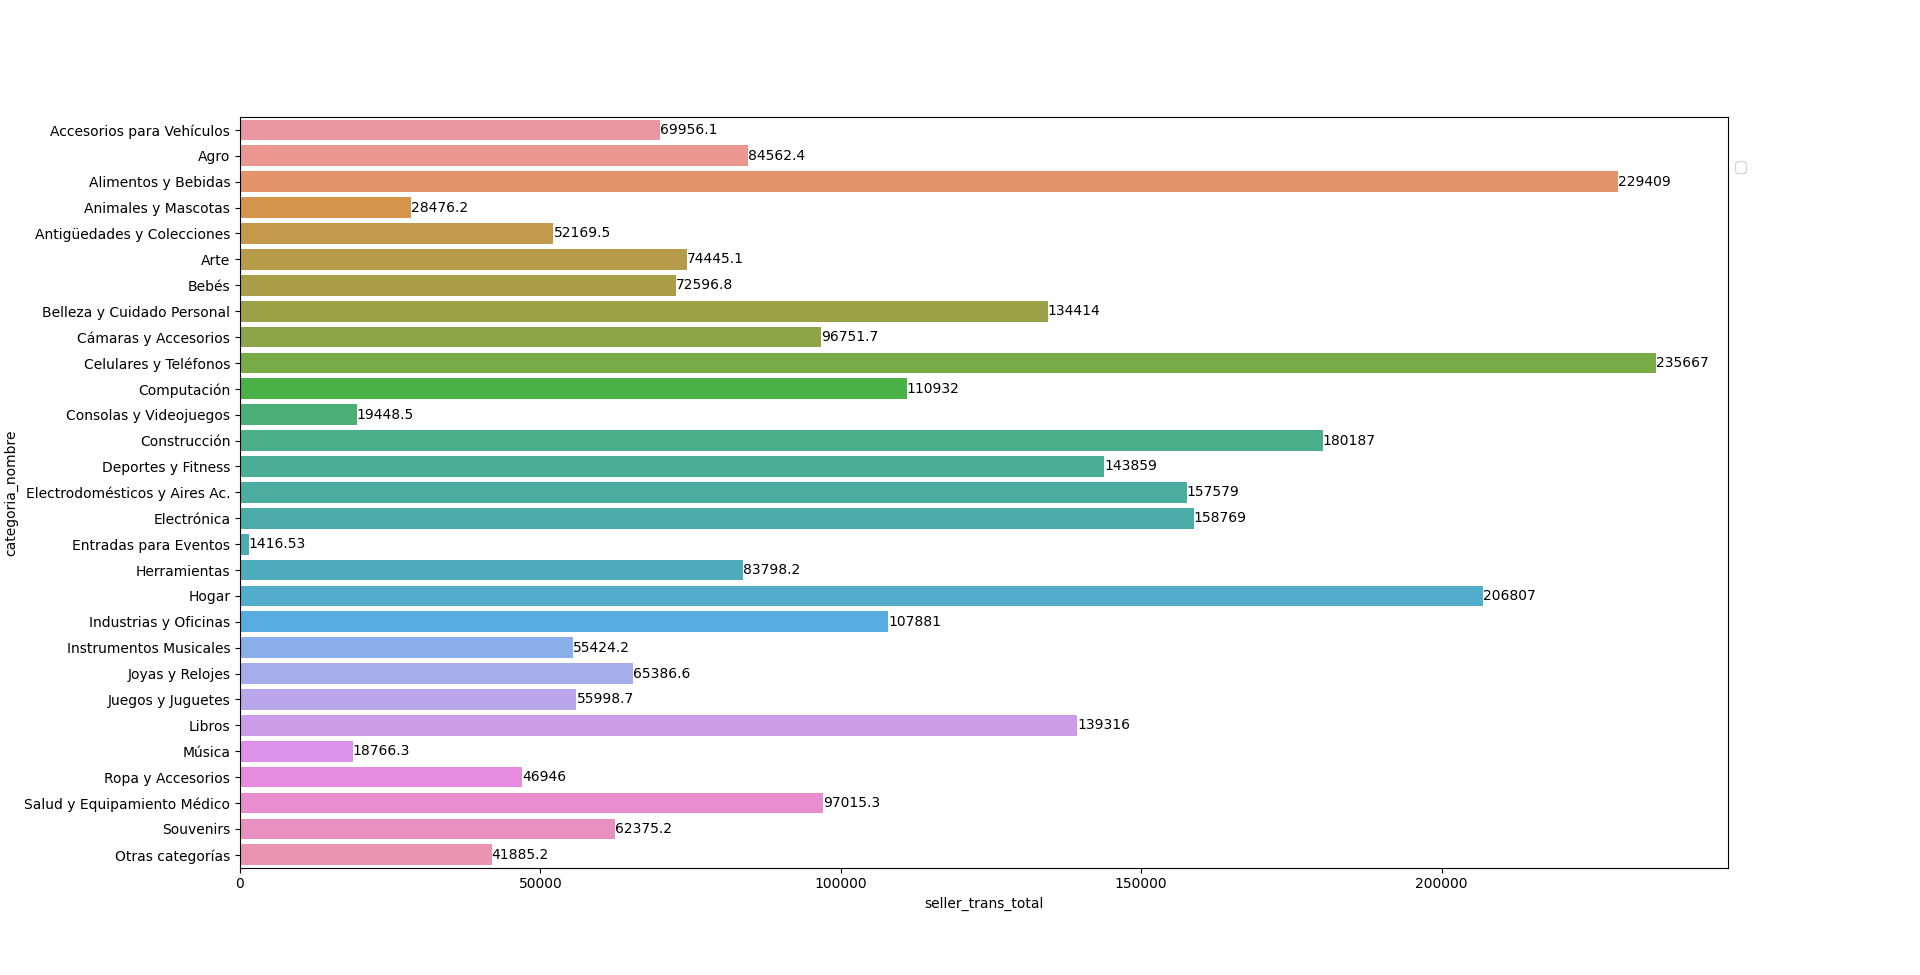 categoria_nombre
Accesorios para Vehículos 69956.1
Agro 84562.4
Alimentos y Bebidas 229409
Animales y Mascotas 28476.2
Antigüedades y Colecciones 52169.5
Arte 74445.1
Bebés 72596.8
Belleza y Cuidado Personal 134414
Cámaras y Accesorios 96751.7
Celulares y Teléfonos 235667
Computación 110932
Consolas y Videojuegos 19448.5
Construcción 180187
Deportes y Fitness 143859
Electrodomésticos y Aires Ac. 157579
Electrónica 158769
Entradas para Eventos 1416.53
Herramientas 83798.2
Hogar 206807
Industrias y Oficinas 107881
Instrumentos Musicales 55424.2
Joyas y Relojes 65386.6
Juegos y Juguetes 55998.7
Libros 139316
Música 18766.3
Ropa y Accesorios 46946
Salud y Equipamiento Médico 97015.3
Souvenirs 62375.2
Otras categorías 41885.2
0 50000 100000 150000 200000
seller_trans_total